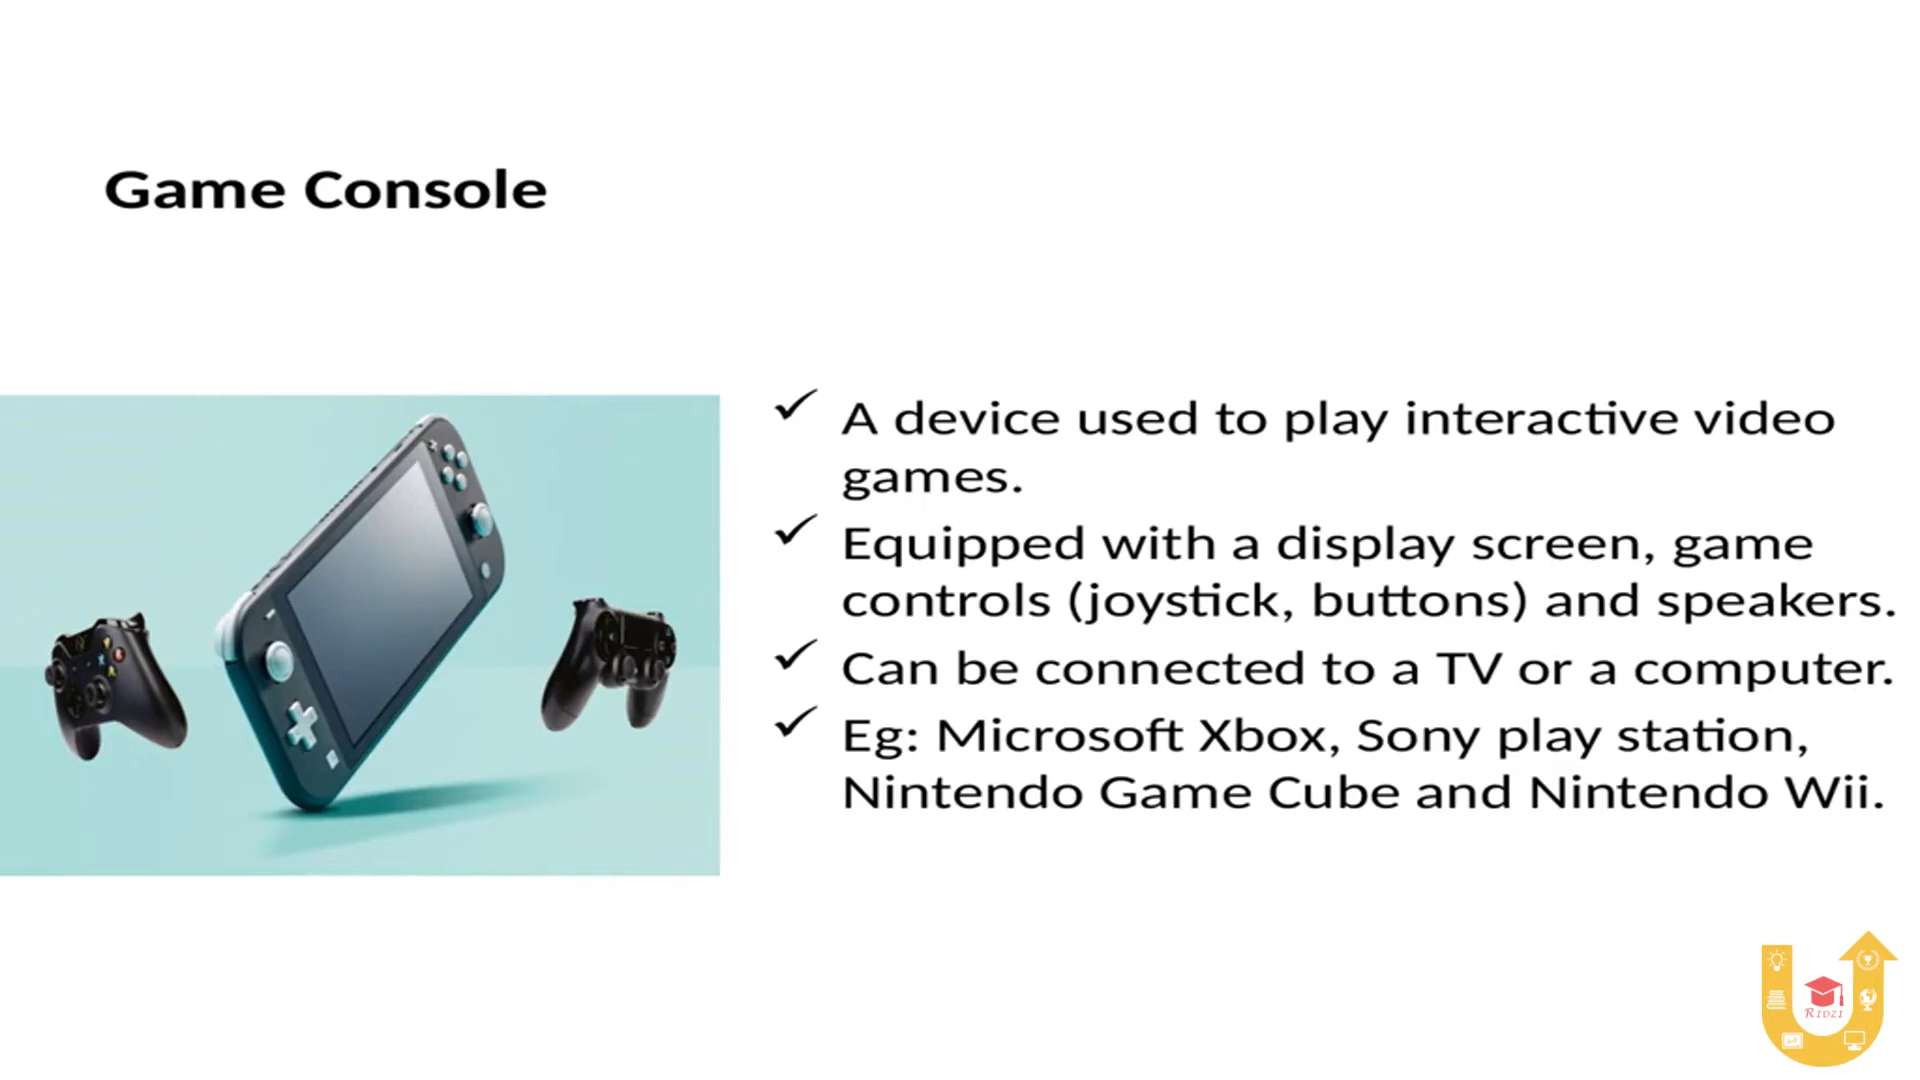 Game Console
A device used to play interactive video
games.
Equipped with a display screen, game
controls (joystick, buttons) and speakers.
Can be connected to a TV or a computer.
Eg: Microsoft Xbox, Sony play station,
Nintendo Game Cube and Nintendo Wii.
RIDZI